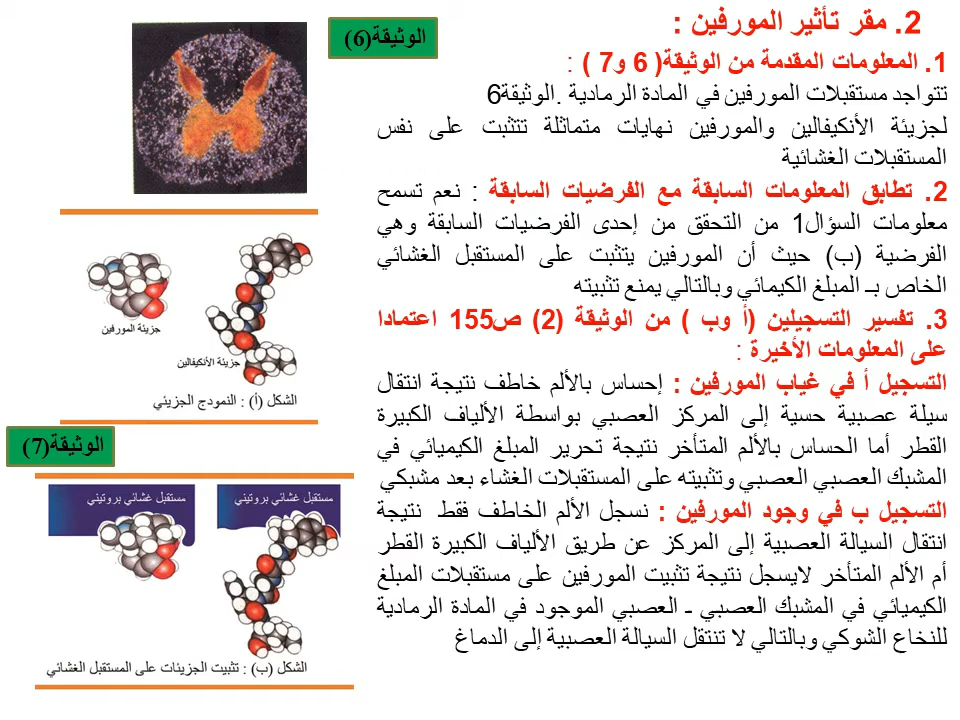 2. مقر تأثير المورفين :
1. المعلومات المقدمة من الوثيقة( 6 و7 ) :
تتواجد مستقبلات المورفين في المادة الرمادية .الوثيقة6
لجزيئة الأنكيفالين والمورفين نهايات متماثلة تتثبت على نفس
المستقبلات الغشائية
2. تطابق المعلومات السابقة مع الفرضيات السابقة : نعم تسمح
معلومات السؤال1 من التحقق من إحدى الفرضيات السابقة وهي
الفرضية (ب) حيث أن المورفين يتثبت على المستقبل الغشائي
الخاص بـ المبلغ الكيمائي وبالتالي يمنع تثبيته
3. تفسير التسجيلين (أ وب ) من الوثيقة (2) ص155 اعتمادا
على المعلومات الأخيرة :
التسجيل أ في غياب المورفين : إحساس بالألم خاطف نتيجة انتقال
سيلة عصبية حسية إلى المركز العصبي بواسطة الألياف الكبيرة
القطر أما الحساس بالألم المتأخر نتيجة تحرير المبلغ الكيميائي في
المشبك العصبي العصبي وتثبيته على المستقبلات الغشاء بعد مشبكي
التسجيل ب في وجود المورفين : نسجل الألم الخاطف فقط نتيجة
انتقال السيالة العصبية إلى المركز عن طريق الألياف الكبيرة القطر
أم الألم المتأخر لايسجل نتيجة تثبيت المورفين على مستقبلات المبلغ
الكيميائي في المشبك العصبي ـ العصبي الموجود في المادة الرمادية
للنخاع الشوكي وبالتالي لا تنتقل السيالة العصبية إلى الدماغ
الوثيقة(6)
جزيئة المورفين
جزيئة الأنكيفالين
الشكل (أ) : النموذج الجزيئي
الوثيقة(7)
مستقبل غشائي بروتيني
مستقبل غشائي بروتيني
الشكل (ب) : تثبيت الجزيئات على المستقبل الغشائي